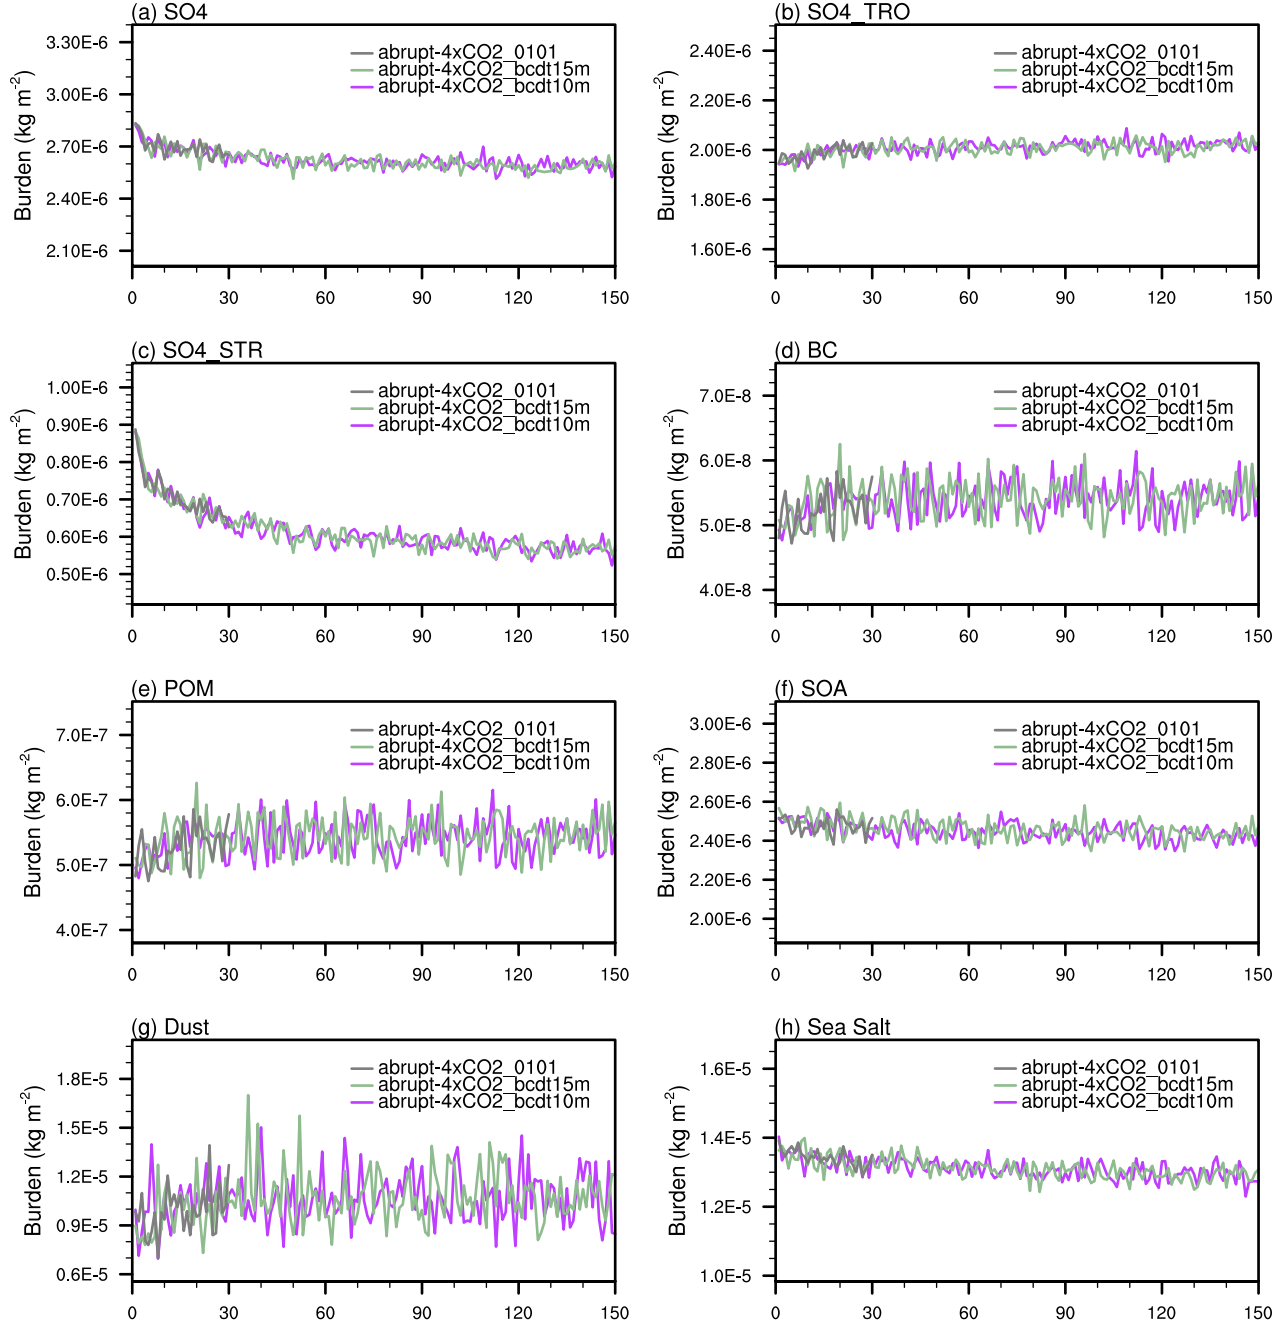 (a) SO4
Burden (kg m-2)
3.30E-6
3.00E-6
2.70E-6
2.40E-6
2.10E-6
abrupt-4xCO2_0101
abrupt-4xCO2_bcdt15m
abrupt-4xCO2_bcdt10m
0 30 60 90 120 150
(b) SO4_TRO
Burden (kg m-2)
2.40E-6
2.20E-6
2.00E-6
1.80E-6
1.60E-6
abrupt-4xCO2_0101
abrupt-4xCO2_bcdt15m
abrupt-4xCO2_bcdt10m
0 30 60 90 120 150
(c) SO4_STR
Burden (kg m-2)
1.00E-6
0.90E-6
0.80E-6
0.70E-6
0.60E-6
0.50E-6
abrupt-4xCO2_0101
abrupt-4xCO2_bcdt15m
abrupt-4xCO2_bcdt10m
0 30 60 90 120 150
(d) BC
Burden (kg m-2)
7.0E-8
6.0E-8
5.0E-8
4.0E-8
abrupt-4xCO2_0101
abrupt-4xCO2_bcdt15m
abrupt-4xCO2_bcdt10m
0 30 60 90 120 150
(e) POM
Burden (kg m-2)
7.0E-7
6.0E-7
5.0E-7
4.0E-7
abrupt-4xCO2_0101
abrupt-4xCO2_bcdt15m
abrupt-4xCO2_bcdt10m
0 30 60 90 120 150
(f) SOA
Burden (kg m-2)
3.00E-6
2.80E-6
2.60E-6
2.40E-6
2.20E-6
2.00E-6
abrupt-4xCO2_0101
abrupt-4xCO2_bcdt15m
abrupt-4xCO2_bcdt10m
0 30 60 90 120 150
(g) Dust
Burden (kg m-2)
1.8E-5
1.5E-5
1.2E-5
0.9E-5
0.6E-5
abrupt-4xCO2_0101
abrupt-4xCO2_bcdt15m
abrupt-4xCO2_bcdt10m
0 30 60 90 120 150
(h) Sea Salt
Burden (kg m-2)
1.6E-5
1.4E-5
1.2E-5
1.0E-5
abrupt-4xCO2_0101
abrupt-4xCO2_bcdt15m
abrupt-4xCO2_bcdt10m
0 30 60 90 120 150